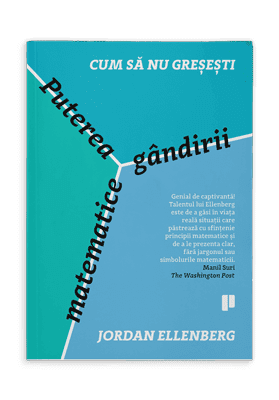 CUM SĂ NU GREȘEȘTI
Puterea
gândirii
matematice
Genial de captivantă!
Talentul lui Ellenberg
este de a găsi în viața
reală situații care
păstrează cu sfințenie
principii matematice și
de a le prezenta clar,
fără jargonul sau
simbolurile matematicii.
Manil Suri
The Washington Post
JORDAN ELLENBERG